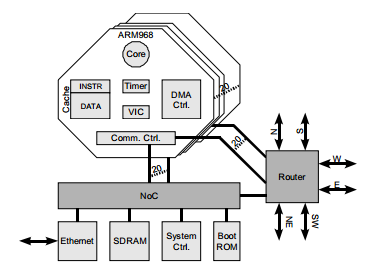 ARM968
Core
Cache
INSTR
DATA
Timer
VIC
DMA
Ctrl.
20
Comm. Ctrl.
20
20
N
S
W
E
NE
SW
Router
NoC
Ethernet
SDRAM
System
Ctrl.
Boot
ROM